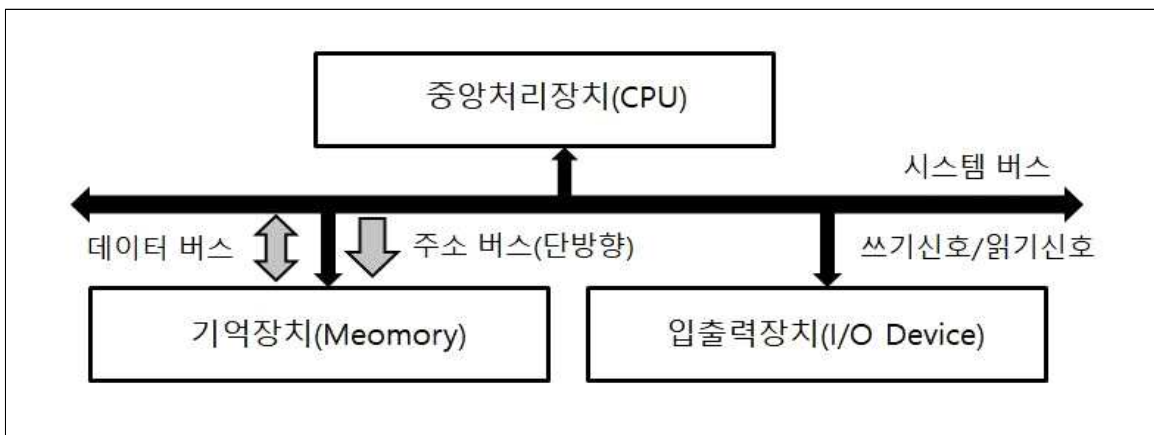 중앙처리장치(CPU)
시스템 버스
데이터 버스
주소 버스(단방향)
쓰기신호/읽기신호
기억장치(Meomory)
입출력장치(I/O Device)